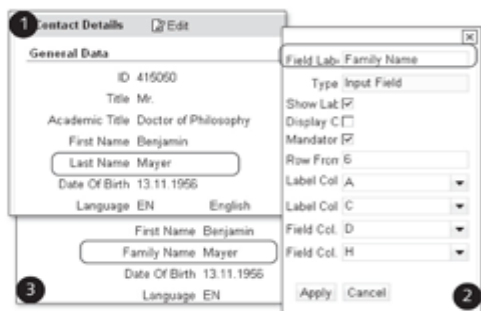 1
Contact Details Edit
General Data
ID 415050
Title Mr.
Academic Title Doctor of Philosophy
First Name Benjamin
Last Name Mayer
Date Of Birth 13.11.1956
Language EN English
First Name Benjamin
Family Name Mayer
Date Of Birth 13.11.1956
Language EN
3
Field Lab Family Name
Type Input Field
Show Lab
Display C
Mandator
Row From 6
Label Col A
Label Col C
Field Col. D
Field Col. H
Apply Cancel
2